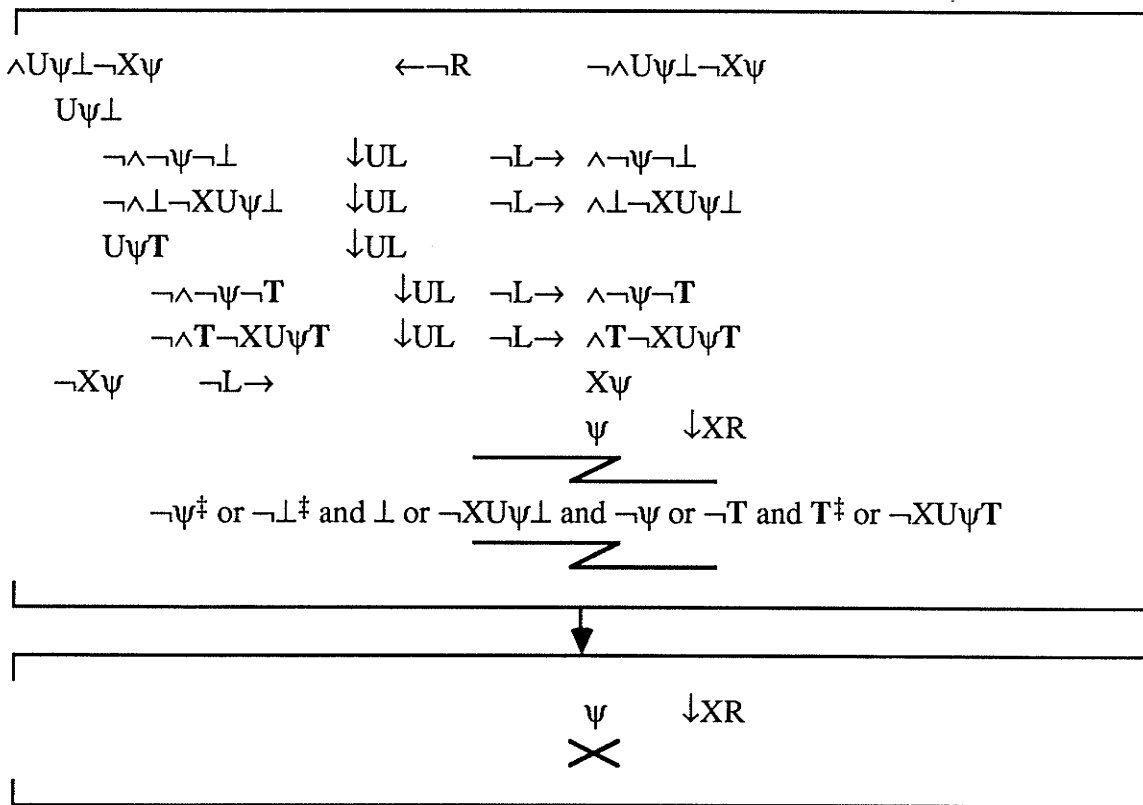 ∧Uψ⊥¬Xψ ←¬R ¬∧Uψ⊥¬Xψ
Uψ⊥
¬∧¬ψ¬⊥ ↓UL ¬L→ ∧¬ψ¬⊥
¬∧⊥¬XUψ⊥ ↓UL ¬L→ ∧⊥¬XUψ⊥
UψT ↓UL
¬∧¬ψ¬T ↓UL ¬L→ ∧¬ψ¬T
¬∧T¬XUψT ↓UL ¬L→ ∧T¬XUψT
¬Xψ ¬L→ Xψ
ψ ↓XR
¬ψ‡ or ¬⊥‡ and ⊥ or ¬XUψ⊥ and ¬ψ or ¬T and T‡ or ¬XUψT
ψ ↓XR